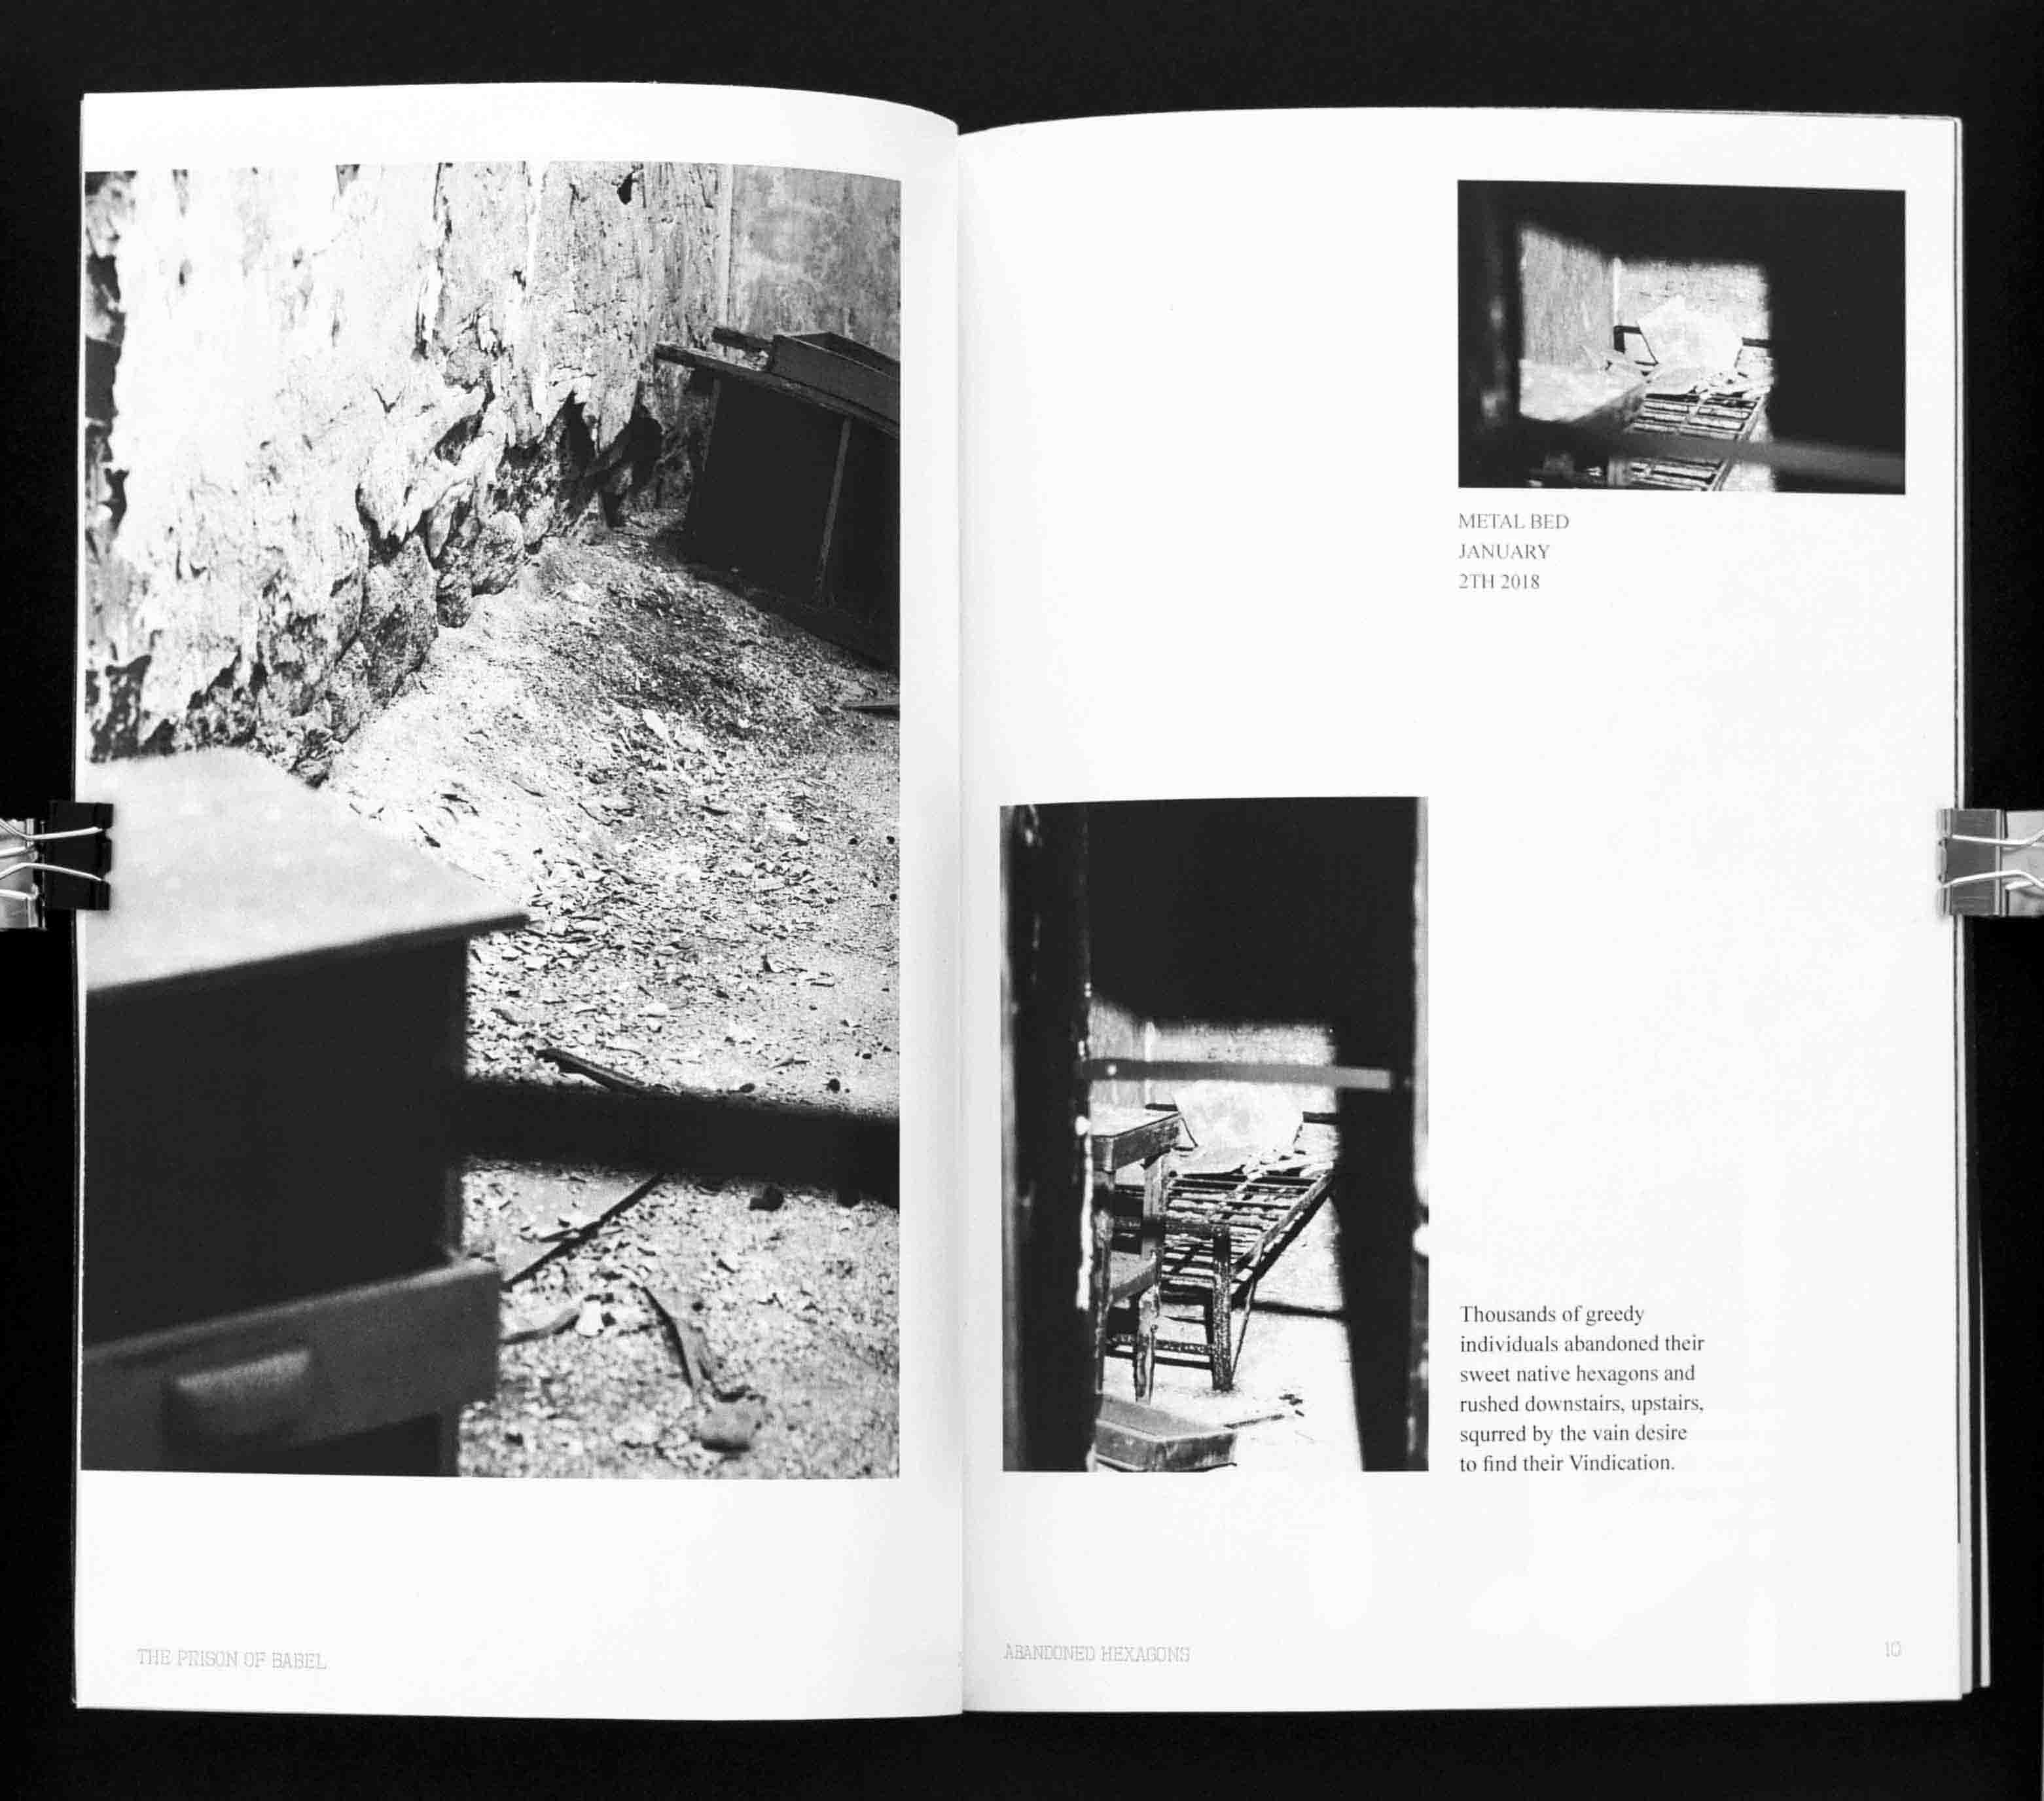 METAL BED
JANUARY
2TH 2018
Thousands of greedy
individuals abandoned their
sweet native hexagons and
rushed downstairs, upstairs,
squrred by the vain desire
to find their Vindication.
THE PRISON OF BABEL
ABANDONED HEXAGONS
10